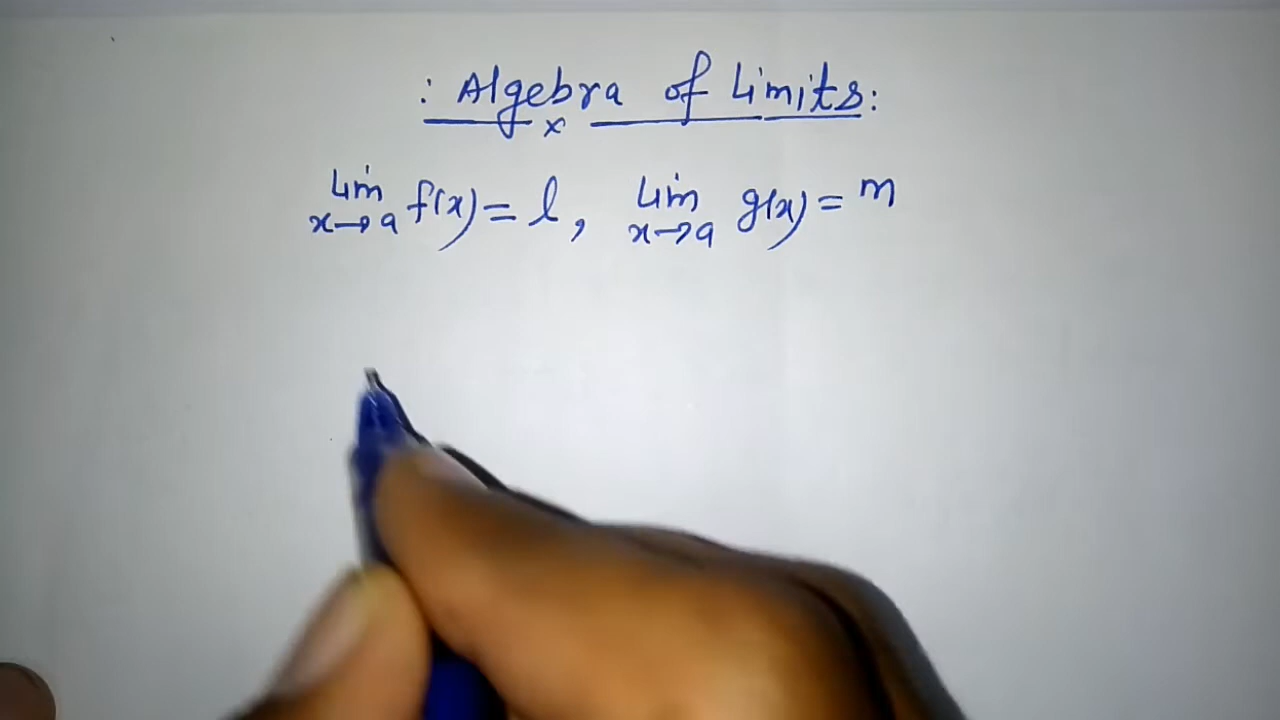 : Algebra of Limits:
x
lim x→a f(x) = l, lim x→a g(x) = m